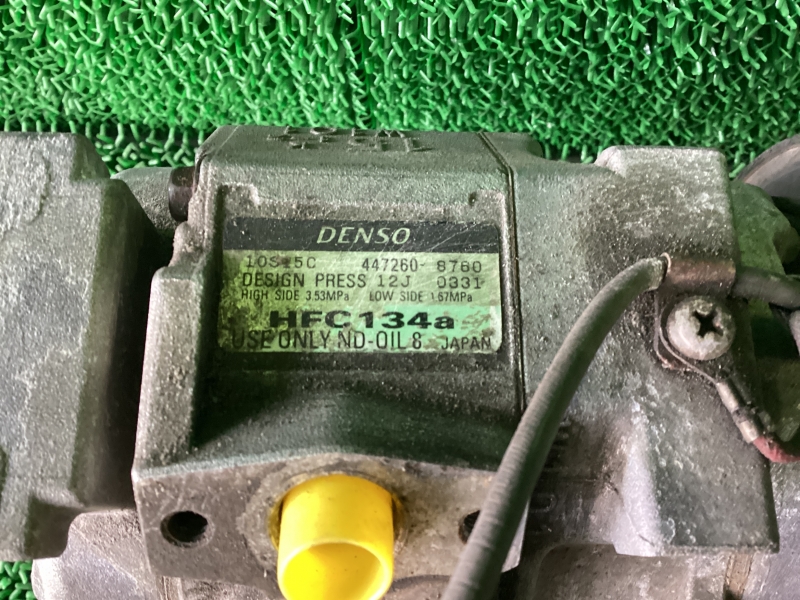 DENSO
10S15C 447260-8780
DESIGN PRESS 12J 0331
HIGH SIDE 3.53MPa LOW SIDE 1.67MPa
HFC134a
USE ONLY ND-OIL 8 JAPAN